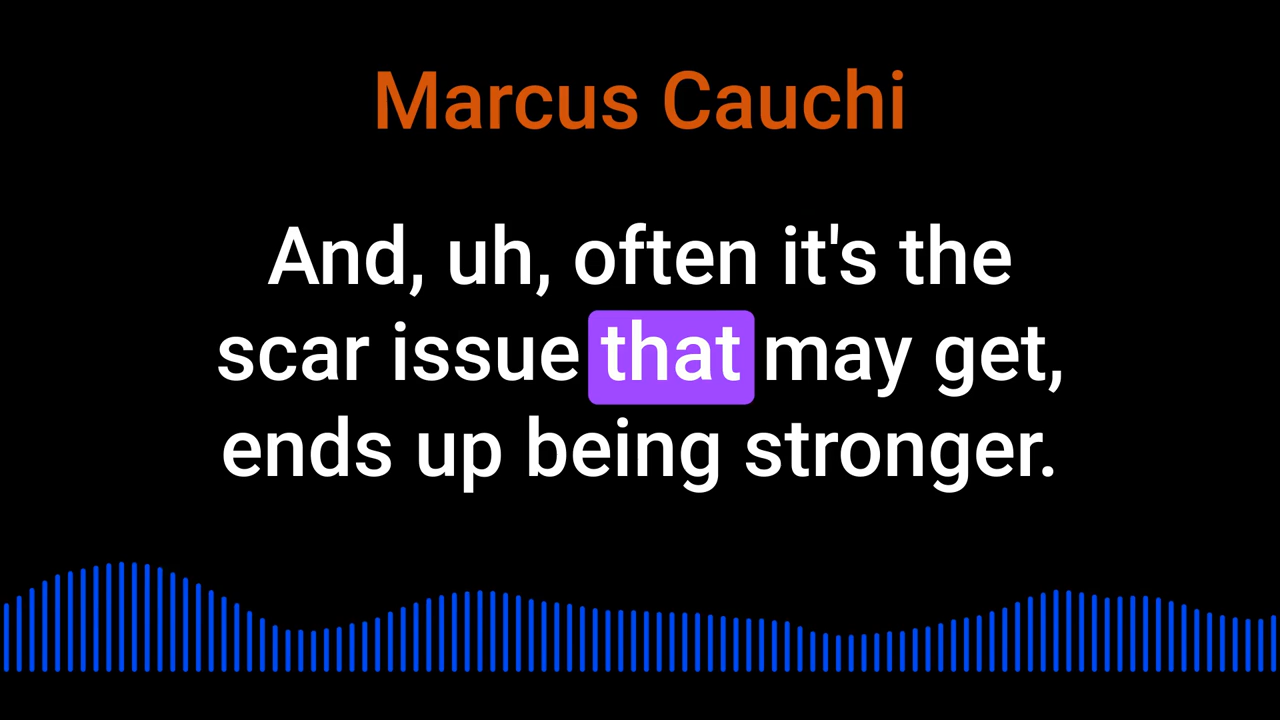 Marcus Cauchi
And, uh, often it's the
scar issue that may get,
ends up being stronger.